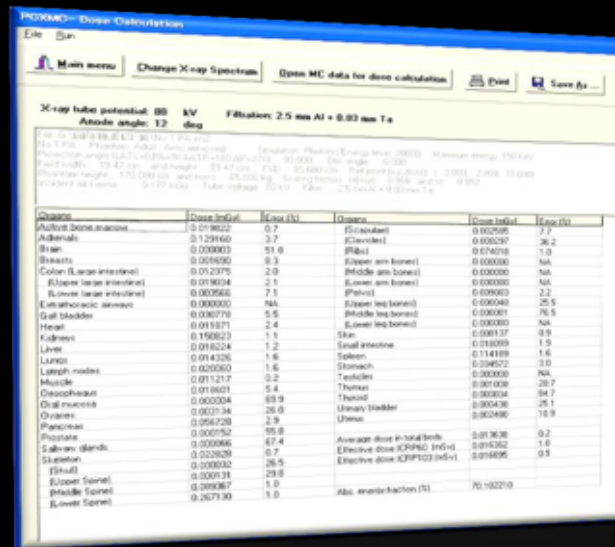 PCXMC - Dose Calculation
File Run
Main menu Change X-ray Spectrum Open MC data for dose calculation Print Save As ...
X-ray tube potential: 80 kV Filtration: 2.5 mm Al + 0.03 mm Ta
Anode angle: 12 deg
Organs Dose (mGy) Error (%) Organs Dose (mGy) Error (%)
Active bone marrow 0.019822 0.7 (Scapulae) 0.002585 7.7
Adrenals 0.129160 3.7 (Clavicles) 0.000297 36.2
Brain 0.000003 51.8 (Ribs) 0.074018 1.0
Breasts 0.001690 8.3 (Upper arm bones) 0.000000 NA
Colon (Large intestine) 0.012375 2.0 (Middle arm bones) 0.000000 NA
(Upper large intestine) 0.019034 2.1 (Lower arm bones) 0.000000 NA
(Lower large intestine) 0.003566 7.1 (Pelvis) 0.009003 2.2
Extrathoracic airways 0.000000 NA (Upper leg bones) 0.000048 25.5
Gall bladder 0.030778 5.5 (Middle leg bones) 0.000001 76.5
Heart 0.011871 2.4 (Lower leg bones) 0.000000 NA
Kidneys 0.150823 1.1 Skin 0.008137 0.9
Liver 0.018224 1.2 Small intestine 0.010099 1.9
Lungs 0.014326 1.6 Spleen 0.114189 1.6
Lymph nodes 0.020060 1.6 Stomach 0.034572 3.0
Muscle 0.011217 0.2 Testicles 0.000000 NA
Oesophagus 0.018601 5.4 Thymus 0.001008 28.7
Oral mucosa 0.000004 69.9 Thyroid 0.000034 84.7
Ovaries 0.003134 26.0 Urinary bladder 0.000438 25.1
Pancreas 0.056728 2.9 Uterus 0.002480 10.9
Prostate 0.000152 55.8
Salivary glands 0.000066 67.4 Average dose in total body 0.013638 0.2
Skeleton 0.022828 0.7 Effective dose ICRP60 (mSv) 0.016362 1.0
(Skull) 0.000032 26.5 Effective dose ICRP103 (mSv) 0.016895 0.9
(Upper Spine) 0.000131 29.8
(Middle Spine) 0.089367 1.0 Abs. energy fraction (%) 70.102210
(Lower Spine) 0.267130 1.0